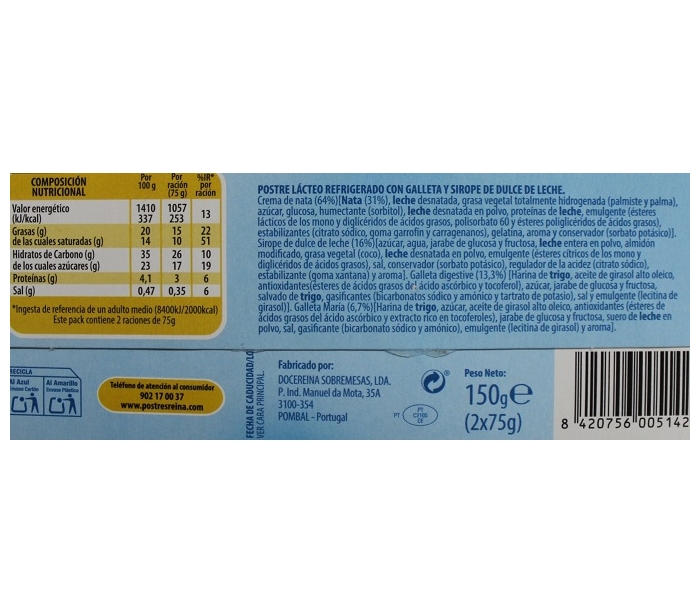 COMPOSICIÓN NUTRICIONAL Por 100 g Por ración (75 g) %IR* por ración
Valor energético (kJ/kcal) 1410 337 1057 253 13
Grasas (g) 20 15 22
de las cuales saturadas (g) 14 10 51
Hidratos de Carbono (g) 35 26 10
de los cuales azúcares (g) 23 17 19
Proteínas (g) 4,1 3 6
Sal (g) 0,47 0,35 6
*Ingesta de referencia de un adulto medio (8400kJ/2000kcal)
Este pack contiene 2 raciones de 75g
POSTRE LÁCTEO REFRIGERADO CON GALLETA Y SIROPE DE DULCE DE LECHE.
Crema de nata (64%)[Nata (31%), leche desnatada, grasa vegetal totalmente hidrogenada (palmiste y palma),
azúcar, glucosa, humectante (sorbitol), leche desnatada en polvo, proteínas de leche, emulgente (ésteres
lácticos de los mono y diglicéridos de ácidos grasos, polisorbato 60 y ésteres poliglicéridos de ácidos grasos),
estabilizantes (citrato sódico, goma garrofín y carragenanos), gelatina, aroma y conservador (sorbato potásico)].
Sirope de dulce de leche (16%)[azúcar, agua, jarabe de glucosa y fructosa, leche entera en polvo, almidón
modificado, grasa vegetal (coco), leche desnatada en polvo, emulgente (ésteres cítricos de los mono y
diglicéridos de ácidos grasos), sal, conservador (sorbato potásico), regulador de la acidez (citrato sódico),
estabilizante (goma xantana) y aroma]. Galleta digestive (13,3%) [Harina de trigo, aceite de girasol alto oleico,
antioxidantes(ésteres de ácidos grasos del ácido ascórbico y tocoferol), azúcar, jarabe de glucosa y fructosa,
salvado de trigo, gasificantes (bicarbonatos sódico y amónico y tartrato de potasio), sal y emulgente (lecitina de
girasol)]. Galleta María (6,7%)[Harina de trigo, azúcar, aceite de girasol alto oleico, antioxidantes (ésteres de
ácidos grasos del ácido ascórbico y extracto rico en tocoferoles), jarabe de glucosa y fructosa, suero de leche en
polvo, sal, gasificante (bicarbonato sódico y amónico), emulgente (lecitina de girasol) y aroma].
RECICLA
Al Azul
Al Amarillo
Envase Plástico
Teléfono de atención al consumidor
902 17 00 37
www.postresreina.com
FECHA DE CADUCIDAD/LO
VER CARA PRINCIPAL.
Fabricado por:
DOCEREINA SOBREMESAS, LDA.
P. Ind. Manuel da Mota, 35A
3100-354
POMBAL - Portugal
PT
PT
CE
Peso Neto:
150g℮
(2x75g)
8 420756 005142